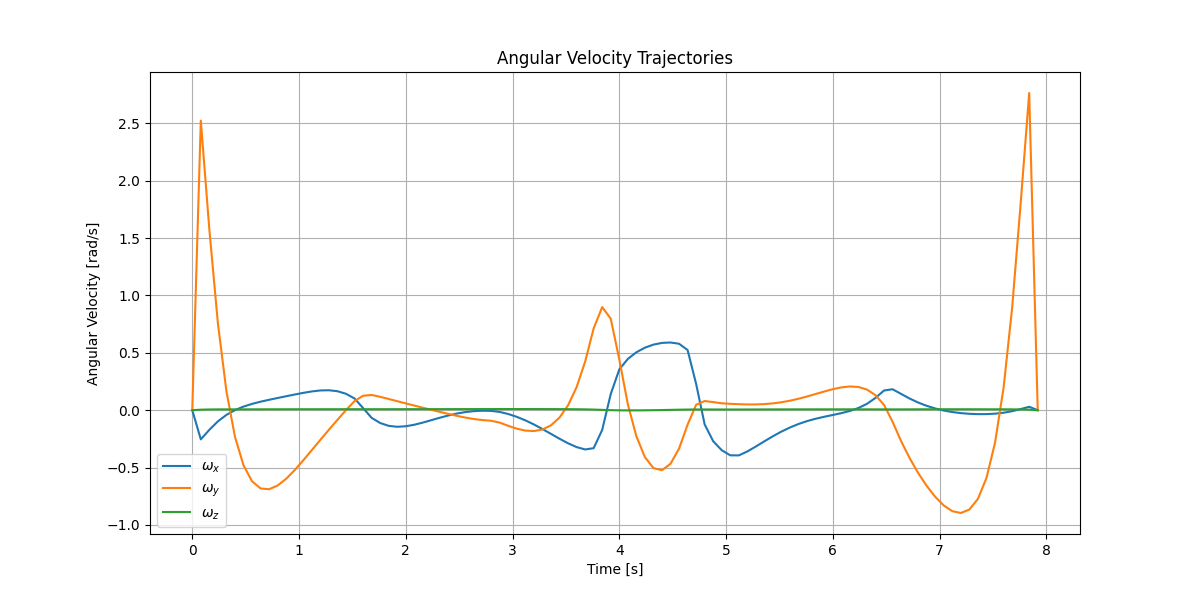 Angular Velocity Trajectories
Angular Velocity [rad/s]
2.5
2.0
1.5
1.0
0.5
0.0
−0.5
−1.0
ωx
ωy
ωz
0 1 2 3 4 5 6 7 8
Time [s]